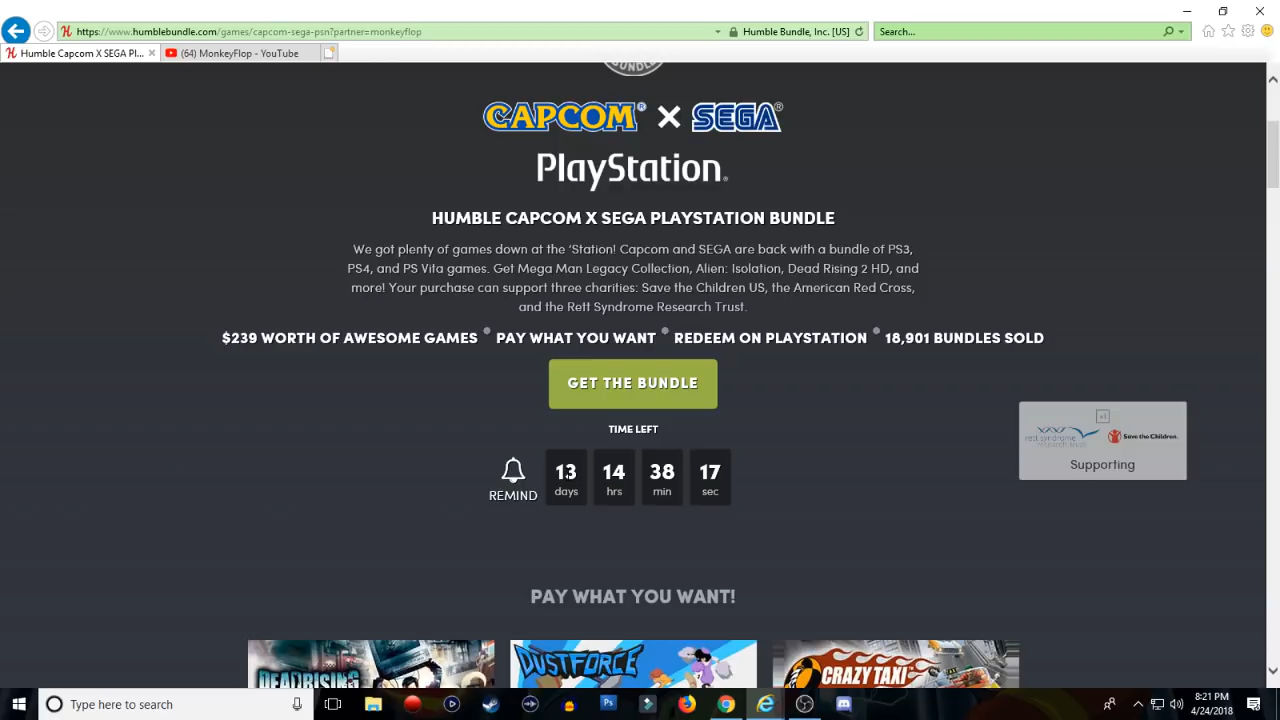 https://www.humblebundle.com/games/capcom-sega-psn?partner=monkeyflop
Humble Bundle, Inc. [US]
Search...
Humble Capcom X SEGA Pl...
(64) MonkeyFlop - YouTube
BUNDLE
CAPCOM® X SEGA®
PlayStation®
HUMBLE CAPCOM X SEGA PLAYSTATION BUNDLE
We got plenty of games down at the ‘Station! Capcom and SEGA are back with a bundle of PS3,
PS4, and PS Vita games. Get Mega Man Legacy Collection, Alien: Isolation, Dead Rising 2 HD, and
more! Your purchase can support three charities: Save the Children US, the American Red Cross,
and the Rett Syndrome Research Trust.
$239 WORTH OF AWESOME GAMES • PAY WHAT YOU WANT • REDEEM ON PLAYSTATION • 18,901 BUNDLES SOLD
GET THE BUNDLE
TIME LEFT
REMIND
13 days
14 hrs
38 min
17 sec
rett syndrome
research trust
Save the Children.
Supporting
PAY WHAT YOU WANT!
DEADRISING
DUSTFORCE
CRAZY TAXI
Type here to search
8:21 PM
4/24/2018